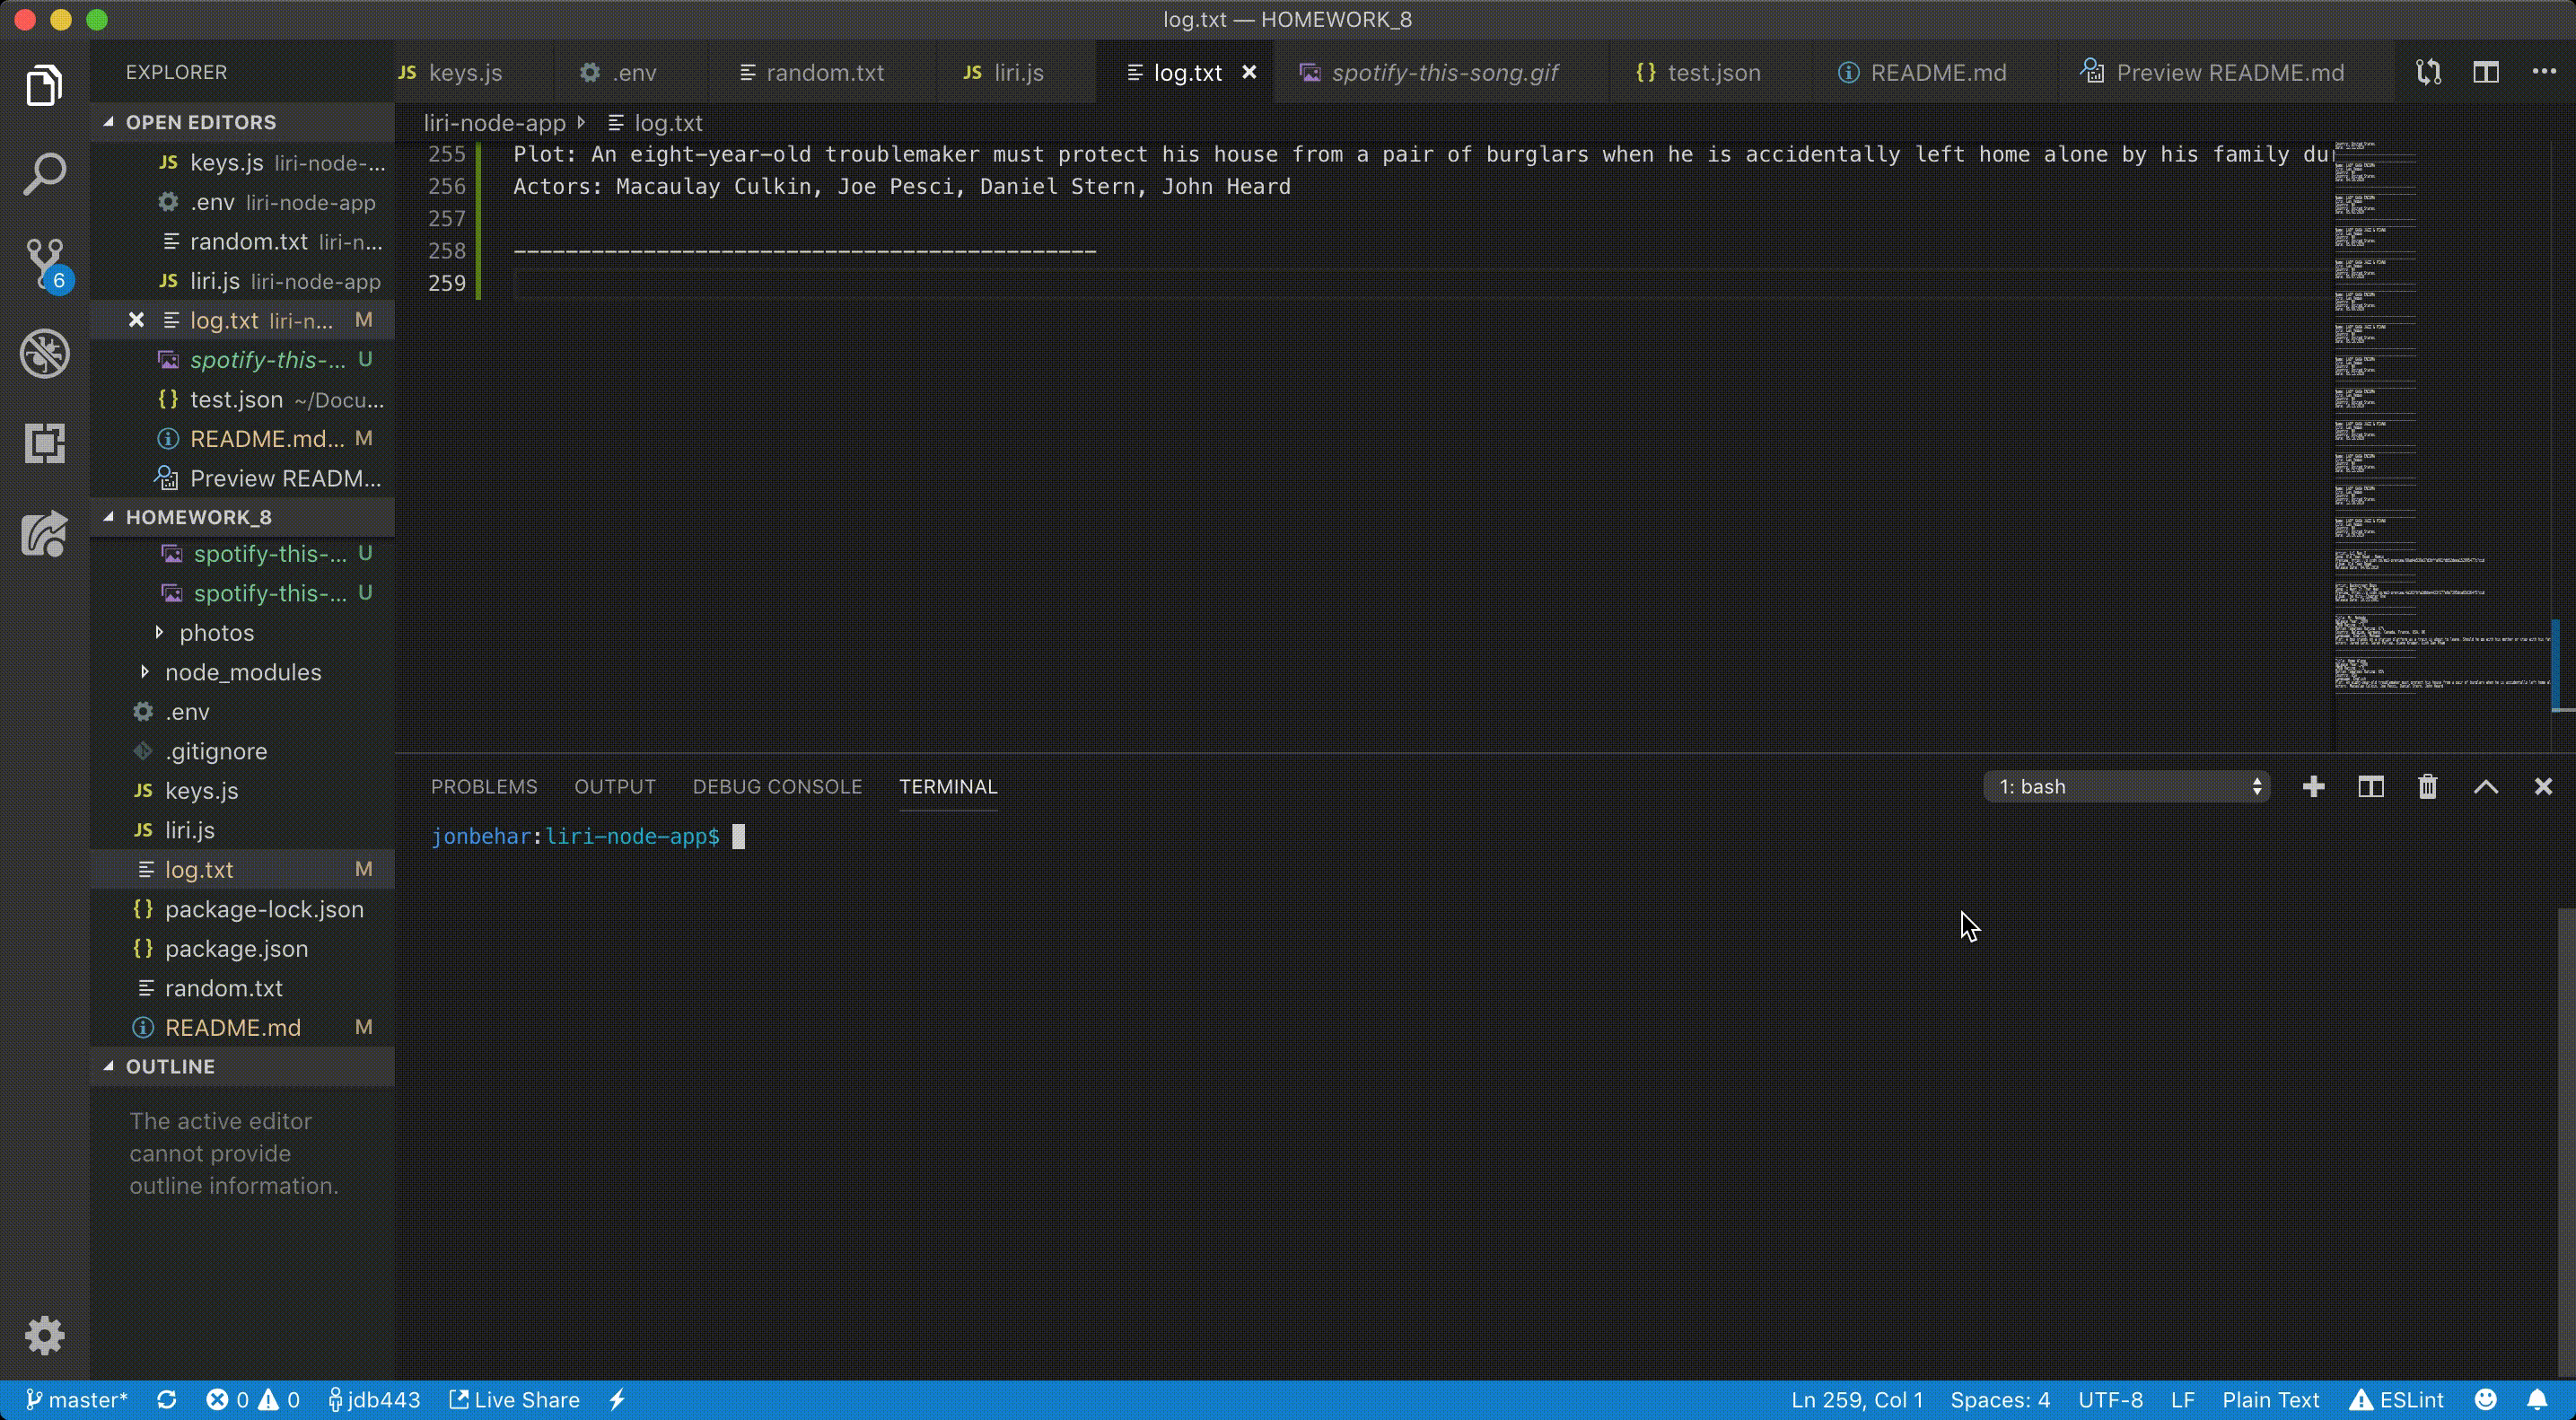 log.txt — HOMEWORK_8
EXPLORER
keys.js
.env
random.txt
liri.js
log.txt
spotify-this-song.gif
test.json
README.md
Preview README.md
OPEN EDITORS
keys.js liri-node-...
.env liri-node-app
random.txt liri-n...
liri.js liri-node-app
log.txt liri-n... M
spotify-this-... U
test.json ~/Docu...
README.md... M
Preview READM...
HOMEWORK_8
spotify-this-... U
spotify-this-... U
photos
node_modules
.env
.gitignore
keys.js
liri.js
log.txt M
package-lock.json
package.json
random.txt
README.md M
OUTLINE
The active editor
cannot provide
outline information.
6
liri-node-app log.txt
255 Plot: An eight-year-old troublemaker must protect his house from a pair of burglars when he is accidentally left home alone by his family dur
256 Actors: Macaulay Culkin, Joe Pesci, Daniel Stern, John Heard
257
258 ---------------------------------------------
259
PROBLEMS OUTPUT DEBUG CONSOLE TERMINAL
1: bash
jonbehar:liri-node-app$
master* 0 0 jdb443 Live Share
Ln 259, Col 1 Spaces: 4 UTF-8 LF Plain Text ESLint